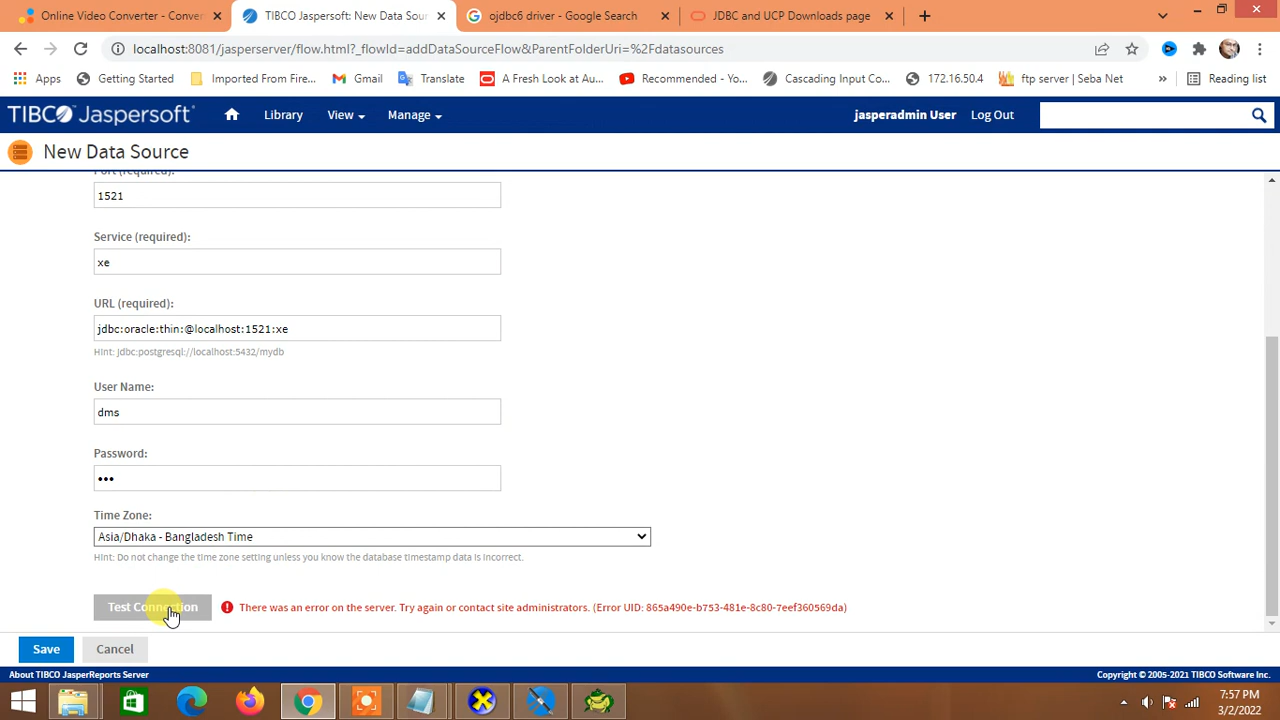 Online Video Converter - Conver
TIBCO Jaspersoft: New Data Sour
ojdbc6 driver - Google Search
JDBC and UCP Downloads page
localhost:8081/jasperserver/flow.html?_flowId=addDataSourceFlow&ParentFolderUri=%2Fdatasources
Apps
Getting Started
Imported From Fire...
Gmail
Translate
A Fresh Look at Au...
Recommended - Yo...
Cascading Input Co...
172.16.50.4
ftp server | Seba Net
»
Reading list
TIBCO Jaspersoft®
Library
View
Manage
jasperadmin User
Log Out
New Data Source
Port (required):
1521
Service (required):
xe
URL (required):
jdbc:oracle:thin:@localhost:1521:xe
Hint: jdbc:postgresql://localhost:5432/mydb
User Name:
dms
Password:
•••
Time Zone:
Asia/Dhaka - Bangladesh Time
Hint: Do not change the time zone setting unless you know the database timestamp data is incorrect.
Test Connection
There was an error on the server. Try again or contact site administrators. (Error UID: 865a490e-b753-481e-8c80-7eef360569da)
Save
Cancel
About TIBCO JasperReports Server
Copyright © 2005-2021 TIBCO Software Inc.
7:57 PM
3/2/2022